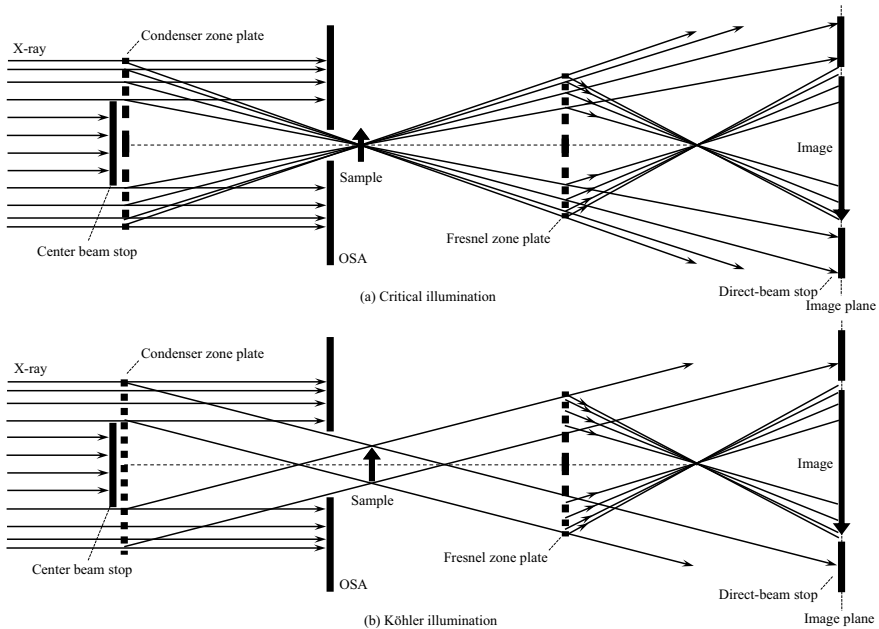 Condenser zone plate
X-ray
Image
Sample
Fresnel zone plate
Center beam stop
OSA
Direct-beam stop
(a) Critical illumination
Image plane
Condenser zone plate
X-ray
Image
Sample
Fresnel zone plate
Center beam stop
OSA
Direct-beam stop
(b) Köhler illumination
Image plane